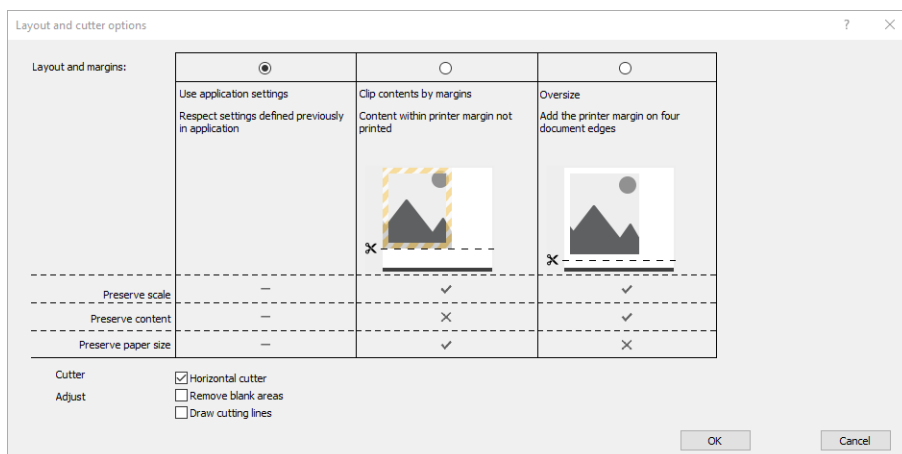 Layout and cutter options
Layout and margins:
Use application settings
Respect settings defined previously
in application
Clip contents by margins
Content within printer margin not
printed
Oversize
Add the printer margin on four
document edges
Preserve scale
Preserve content
Preserve paper size
Cutter
Horizontal cutter
Adjust
Remove blank areas
Draw cutting lines
OK
Cancel